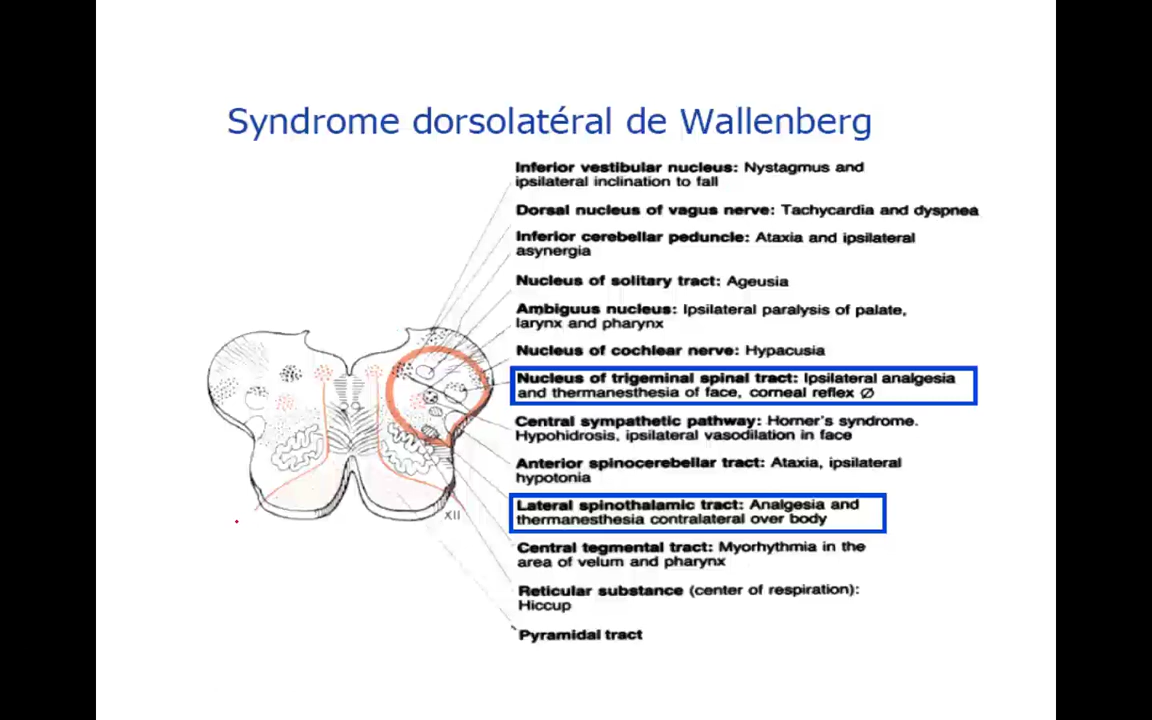 Syndrome dorsolatéral de Wallenberg
Inferior vestibular nucleus: Nystagmus and
ipsilateral inclination to fall
Dorsal nucleus of vagus nerve: Tachycardia and dyspnea
Inferior cerebellar peduncle: Ataxia and ipsilateral
asynergia
Nucleus of solitary tract: Ageusia
Ambiguus nucleus: Ipsilateral paralysis of palate,
larynx and pharynx
Nucleus of cochlear nerve: Hypacusia
Nucleus of trigeminal spinal tract: Ipsilateral analgesia
and thermanesthesia of face, corneal reflex ∅
Central sympathetic pathway: Horner's syndrome.
Hypohidrosis, ipsilateral vasodilation in face
Anterior spinocerebellar tract: Ataxia, ipsilateral
hypotonia
Lateral spinothalamic tract: Analgesia and
thermanesthesia contralateral over body
XII
Central tegmental tract: Myorhythmia in the
area of velum and pharynx
Reticular substance (center of respiration):
Hiccup
Pyramidal tract